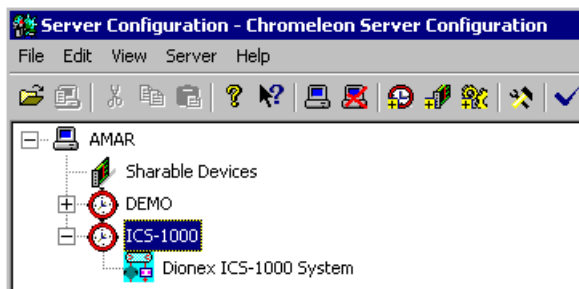 Server Configuration - Chromeleon Server Configuration
File Edit View Server Help
AMAR
Sharable Devices
DEMO
ICS-1000
Dionex ICS-1000 System